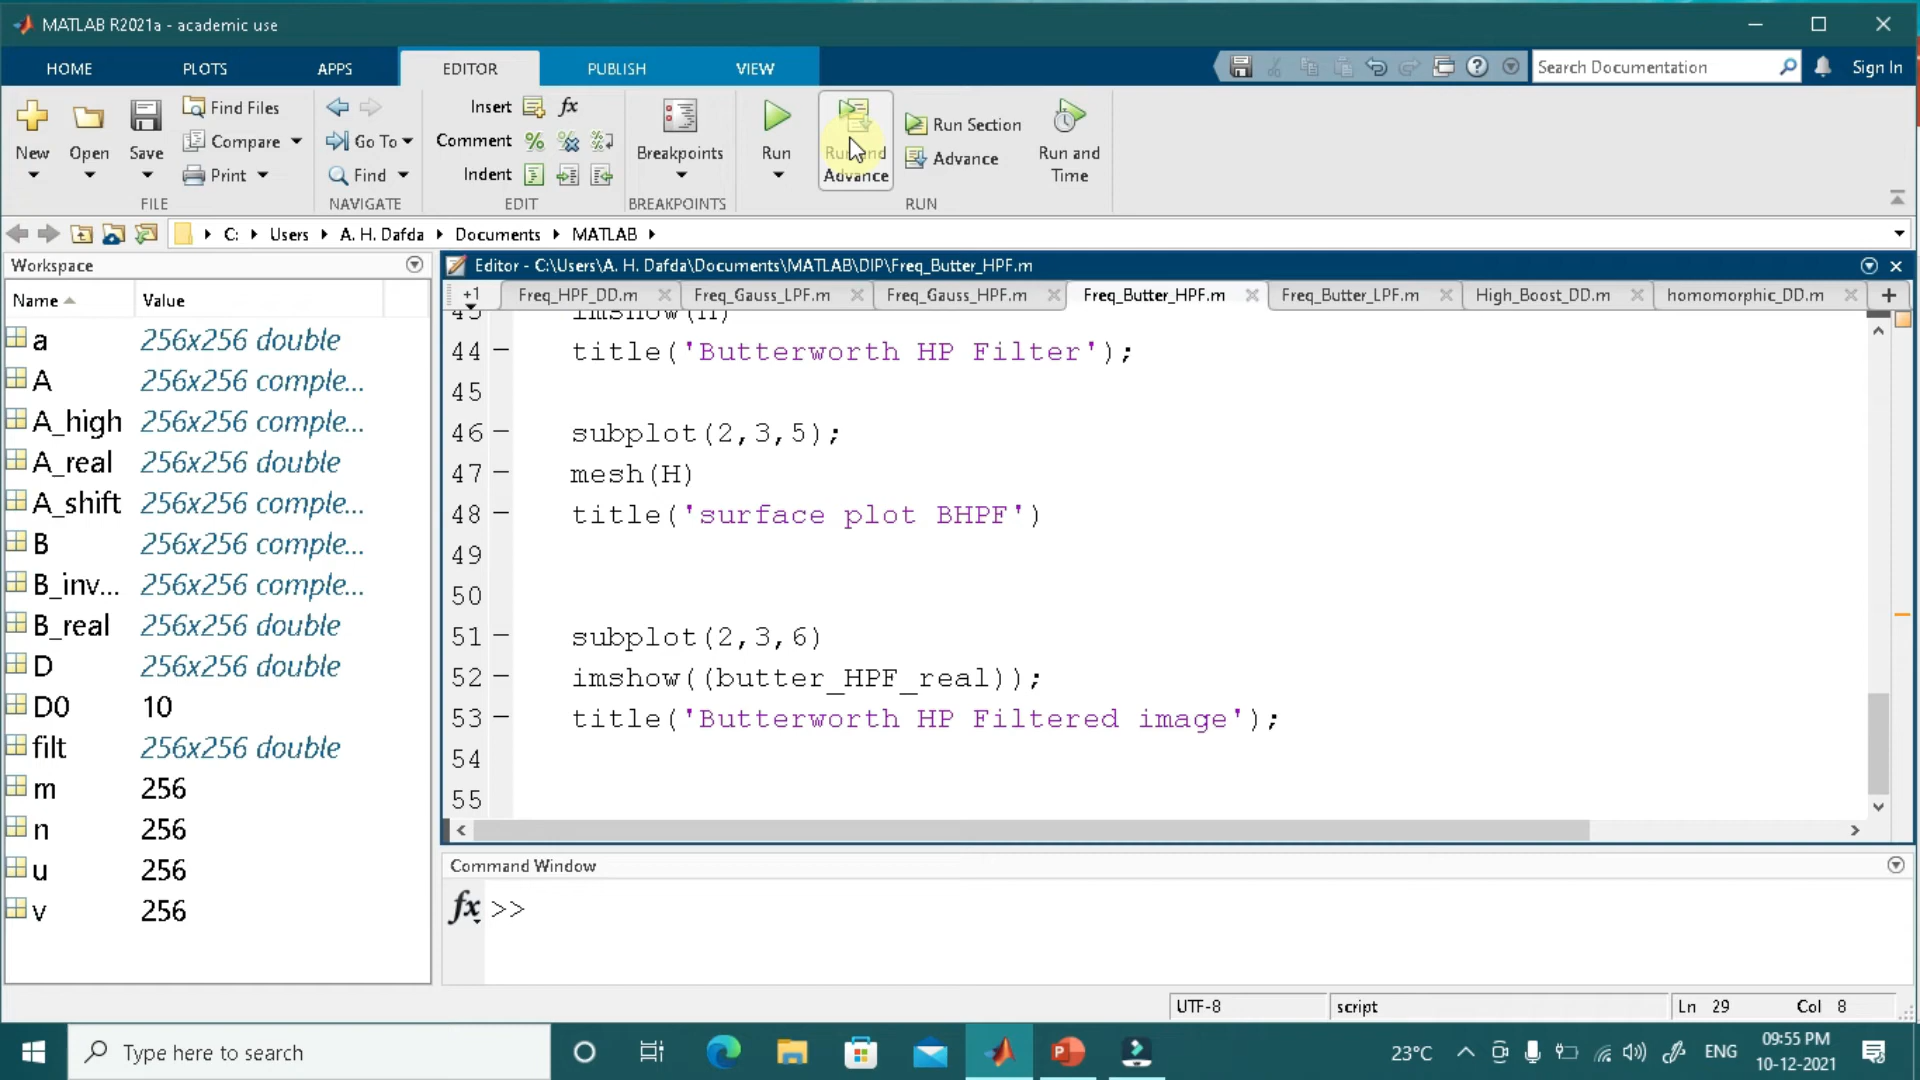 MATLAB R2021a - academic use
HOME PLOTS APPS EDITOR PUBLISH VIEW Search Documentation Sign In
New Open Save Find Files Compare Print FILE
Go To Find NAVIGATE
Insert fx
Comment
Indent
EDIT
Breakpoints BREAKPOINTS
Run Run and Advance Run Section Advance Run and Time RUN
C: Users A. H. Dafda Documents MATLAB
Workspace
Name Value
a 256x256 double
A 256x256 comple...
A_high 256x256 comple...
A_real 256x256 double
A_shift 256x256 comple...
B 256x256 comple...
B_inv... 256x256 comple...
B_real 256x256 double
D 256x256 double
D0 10
filt 256x256 double
m 256
n 256
u 256
v 256
Editor - C:\Users\A. H. Dafda\Documents\MATLAB\DIP\Freq_Butter_HPF.m
+1 Freq_HPF_DD.m Freq_Gauss_LPF.m Freq_Gauss_HPF.m Freq_Butter_HPF.m Freq_Butter_LPF.m High_Boost_DD.m homomorphic_DD.m
43 imshow(H)
44 title('Butterworth HP Filter');
45
46 subplot(2,3,5);
47 mesh(H)
48 title('surface plot BHPF')
49
50
51 subplot(2,3,6)
52 imshow((butter_HPF_real));
53 title('Butterworth HP Filtered image');
54
55
Command Window
fx >>
UTF-8 script Ln 29 Col 8
Type here to search
23°C ENG
09:55 PM
10-12-2021